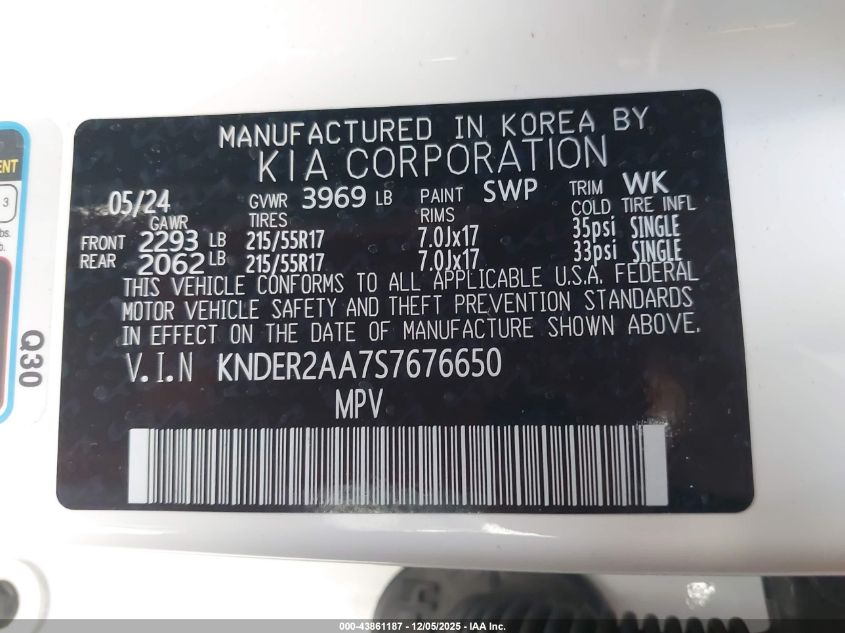 MANUFACTURED IN KOREA BY
KIA CORPORATION
05/24 GVWR 3969 LB PAINT SWP TRIM WK
GAWR TIRES RIMS COLD TIRE INFL
FRONT 2293 LB 215/55R17 7.0Jx17 35psi SINGLE
REAR 2062 LB 215/55R17 7.0Jx17 33psi SINGLE
THIS VEHICLE CONFORMS TO ALL APPLICABLE U.S.A. FEDERAL
MOTOR VEHICLE SAFETY AND THEFT PREVENTION STANDARDS
IN EFFECT ON THE DATE OF MANUFACTURE SHOWN ABOVE.
V.I.N KNDER2AA7S7676650
MPV
ENT
3
lbs.
b.
Q30
000-43861187 - 12/05/2025 - IAA Inc.